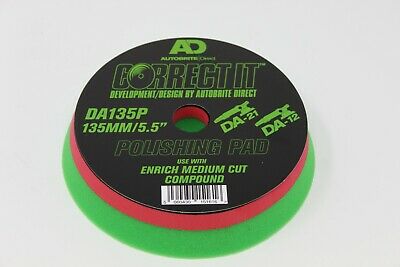 AD
AUTOBRITE Direct
CORRECT IT™
DEVELOPMENT/DESIGN BY AUTOBRITE DIRECT
DA135P
135MM/5.5"
DA-21
DA-12
POLISHING PAD
USE WITH
ENRICH MEDIUM CUT
COMPOUND